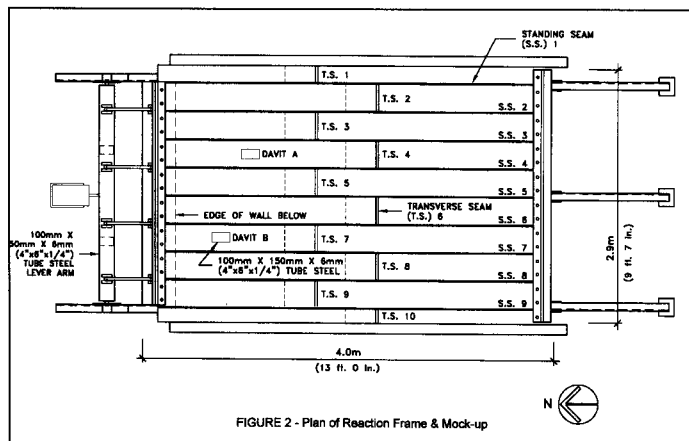 STANDING SEAM
(S.S.) 1
T.S. 1
T.S. 2
S.S. 2
T.S. 3
S.S. 3
DAVIT A
T.S. 4
S.S. 4
T.S. 5
S.S. 5
EDGE OF WALL BELOW
TRANSVERSE SEAM
(T.S.) 6
S.S. 6
DAVIT B
T.S. 7
S.S. 7
100mm X 150mm X 6mm
(4"x6"x1/4") TUBE STEEL
T.S. 8
S.S. 8
T.S. 9
S.S. 9
T.S. 10
100mm X
50mm X 6mm
(4"x6"x1/4")
TUBE STEEL
LEVER ARM
2.9m
(9 ft. 7 in.)
4.0m
(13 ft. 0 in.)
N
FIGURE 2 - Plan of Reaction Frame & Mock-up